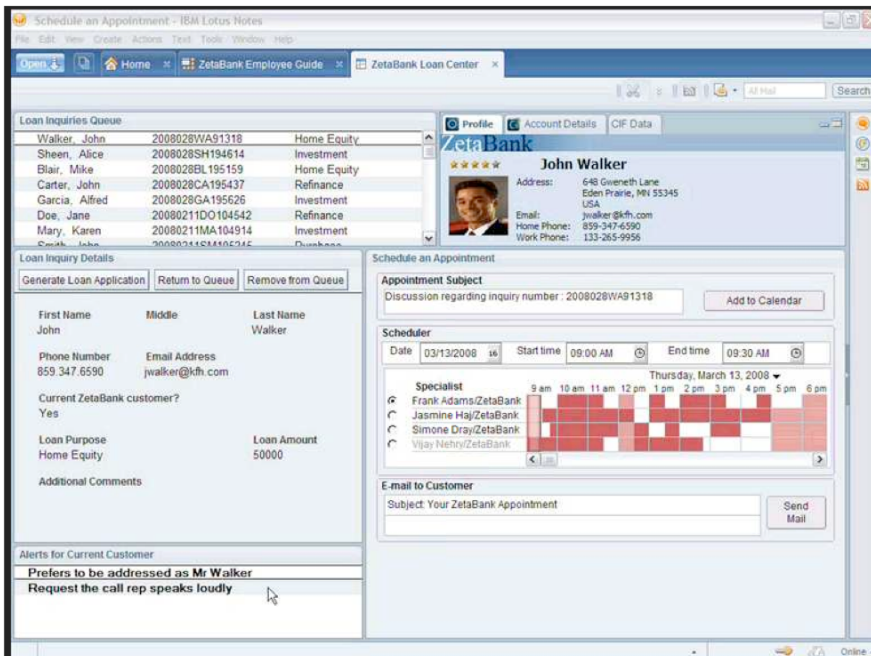 Schedule an Appointment - IBM Lotus Notes
File Edit View Create Actions Text Tools Window Help
Open
Home
ZetaBank Employee Guide
ZetaBank Loan Center
All Mail
Search
Loan Inquiries Queue
Walker, John 2008028WA91318 Home Equity
Sheen, Alice 2008028SH194614 Investment
Blair, Mike 2008028BL195159 Home Equity
Carter, John 2008028CA195437 Refinance
Garcia, Alfred 2008028GA195626 Investment
Doe, Jane 20080211DO104542 Refinance
Mary, Karen 20080211MA104914 Investment
Smith, John 20080211SM105245 Purchase
Profile
Account Details
CIF Data
ZetaBank
John Walker
Address: 648 Gweneth Lane
Eden Prairie, MN 55345
USA
Email: jwalker@kfh.com
Home Phone: 859-347-6590
Work Phone: 133-265-9956
Loan Inquiry Details
Generate Loan Application
Return to Queue
Remove from Queue
First Name Middle Last Name
John Walker
Phone Number Email Address
859.347.6590 jwalker@kfh.com
Current ZetaBank customer?
Yes
Loan Purpose Loan Amount
Home Equity 50000
Additional Comments
Alerts for Current Customer
Prefers to be addressed as Mr Walker
Request the call rep speaks loudly
Schedule an Appointment
Appointment Subject
Discussion regarding inquiry number : 2008028WA91318
Add to Calendar
Scheduler
Date 03/13/2008 16 Start time 09:00 AM End time 09:30 AM
Thursday, March 13, 2008
Specialist 9 am 10 am 11 am 12 pm 1 pm 2 pm 3 pm 4 pm 5 pm 6 pm
Frank Adams/ZetaBank
Jasmine Haj/ZetaBank
Simone Dray/ZetaBank
Vijay Nehry/ZetaBank
E-mail to Customer
Subject: Your ZetaBank Appointment
Send
Mail
Online